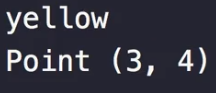 yellow
Point (3, 4)